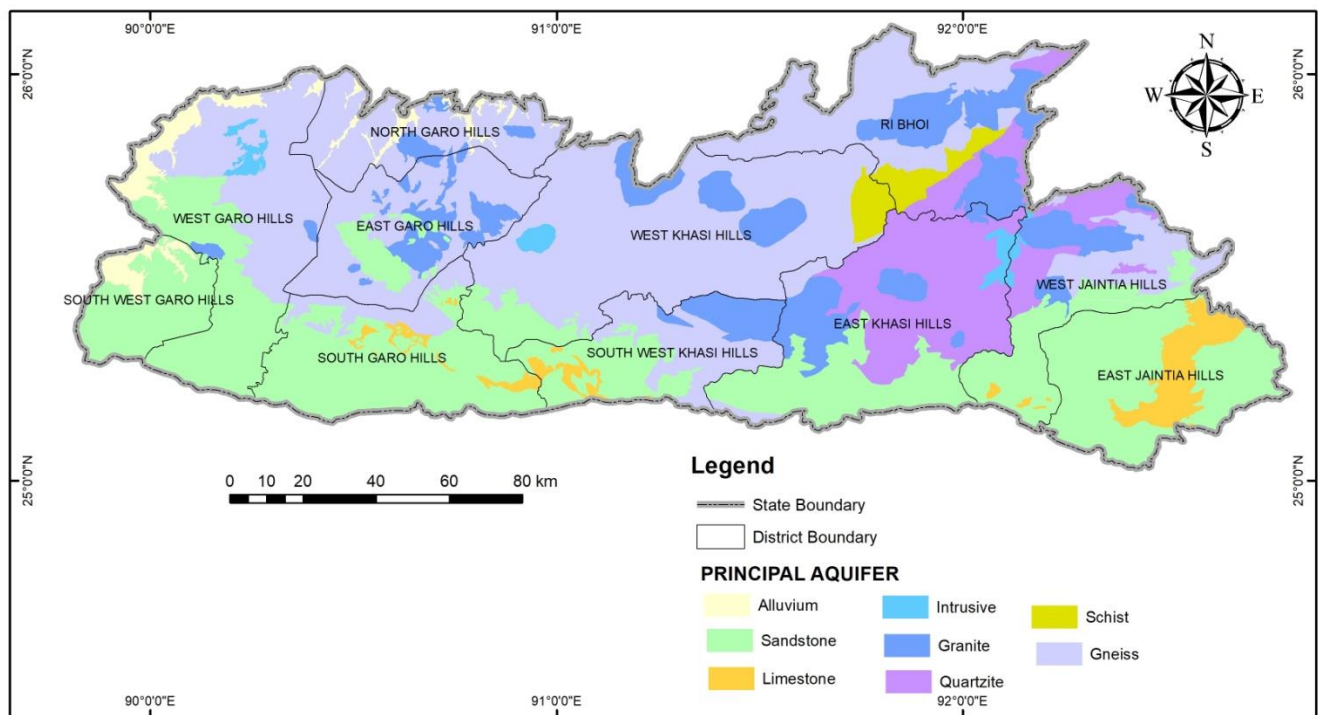 90°0'0"E 91°0'0"E 92°0'0"E
26°0'0"N 26°0'0"N
N
W E
S
NORTH GARO HILLS
RI BHOI
WEST GARO HILLS
EAST GARO HILLS
WEST KHASI HILLS
SOUTH WEST GARO HILLS
WEST JAINTIA HILLS
EAST KHASI HILLS
SOUTH GARO HILLS
SOUTH WEST KHASI HILLS
EAST JAINTIA HILLS
25°0'0"N 25°0'0"N
0 10 20 40 60 80 km
Legend
State Boundary
District Boundary
PRINCIPAL AQUIFER
Alluvium
Sandstone
Limestone
Intrusive
Granite
Quartzite
Schist
Gneiss
90°0'0"E 91°0'0"E 92°0'0"E